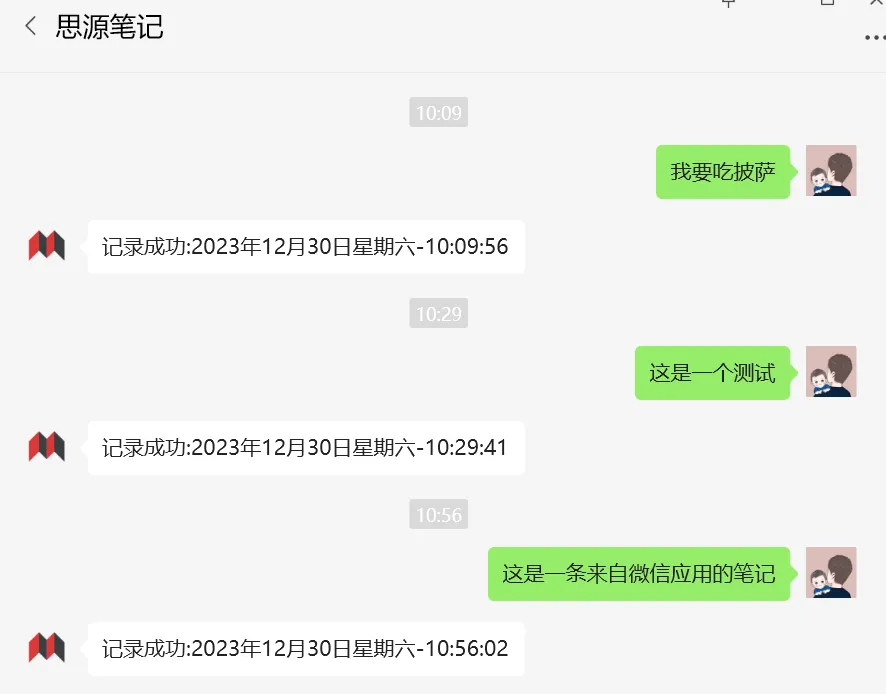 思源笔记
10:09
我要吃披萨
记录成功:2023年12月30日星期六-10:09:56
10:29
这是一个测试
记录成功:2023年12月30日星期六-10:29:41
10:56
这是一条来自微信应用的笔记
记录成功:2023年12月30日星期六-10:56:02